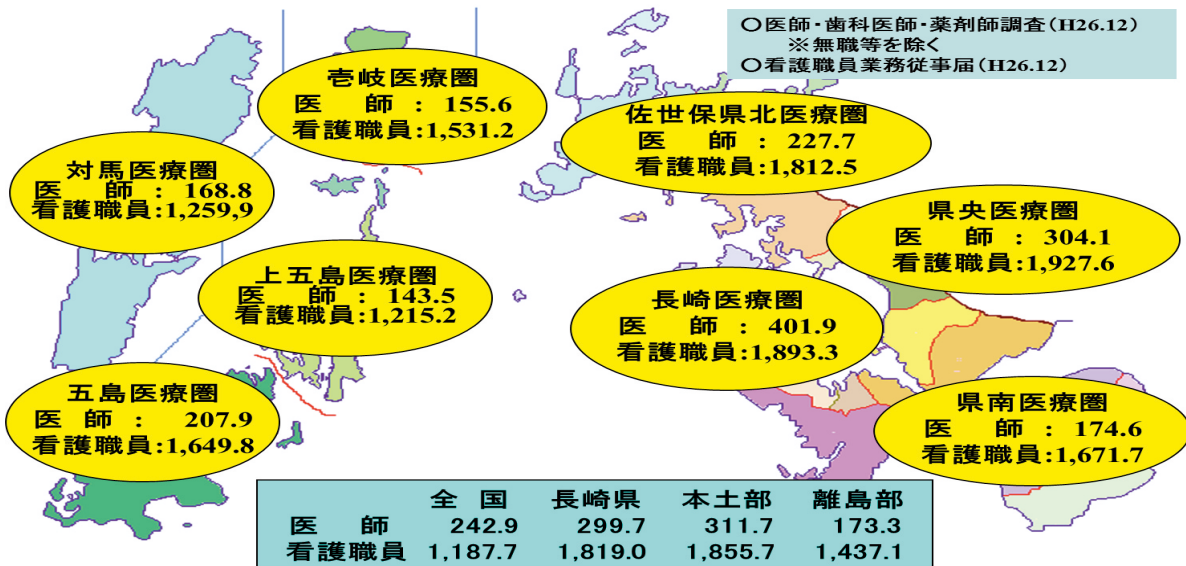 〇医師・歯科医師・薬剤師調査(H26.12)
※無職等を除く
〇看護職員業務従事届(H26.12)
壱岐医療圏
医 師 : 155.6
看護職員:1,531.2
佐世保県北医療圏
医 師 : 227.7
看護職員:1,812.5
対馬医療圏
医 師 : 168.8
看護職員:1,259,9
県央医療圏
医 師 : 304.1
看護職員:1,927.6
上五島医療圏
医 師 : 143.5
看護職員:1,215.2
長崎医療圏
医 師 : 401.9
看護職員:1,893.3
五島医療圏
医 師 : 207.9
看護職員:1,649.8
県南医療圏
医 師 : 174.6
看護職員:1,671.7
全 国 長崎県 本土部 離島部
医 師 242.9 299.7 311.7 173.3
看護職員 1,187.7 1,819.0 1,855.7 1,437.1